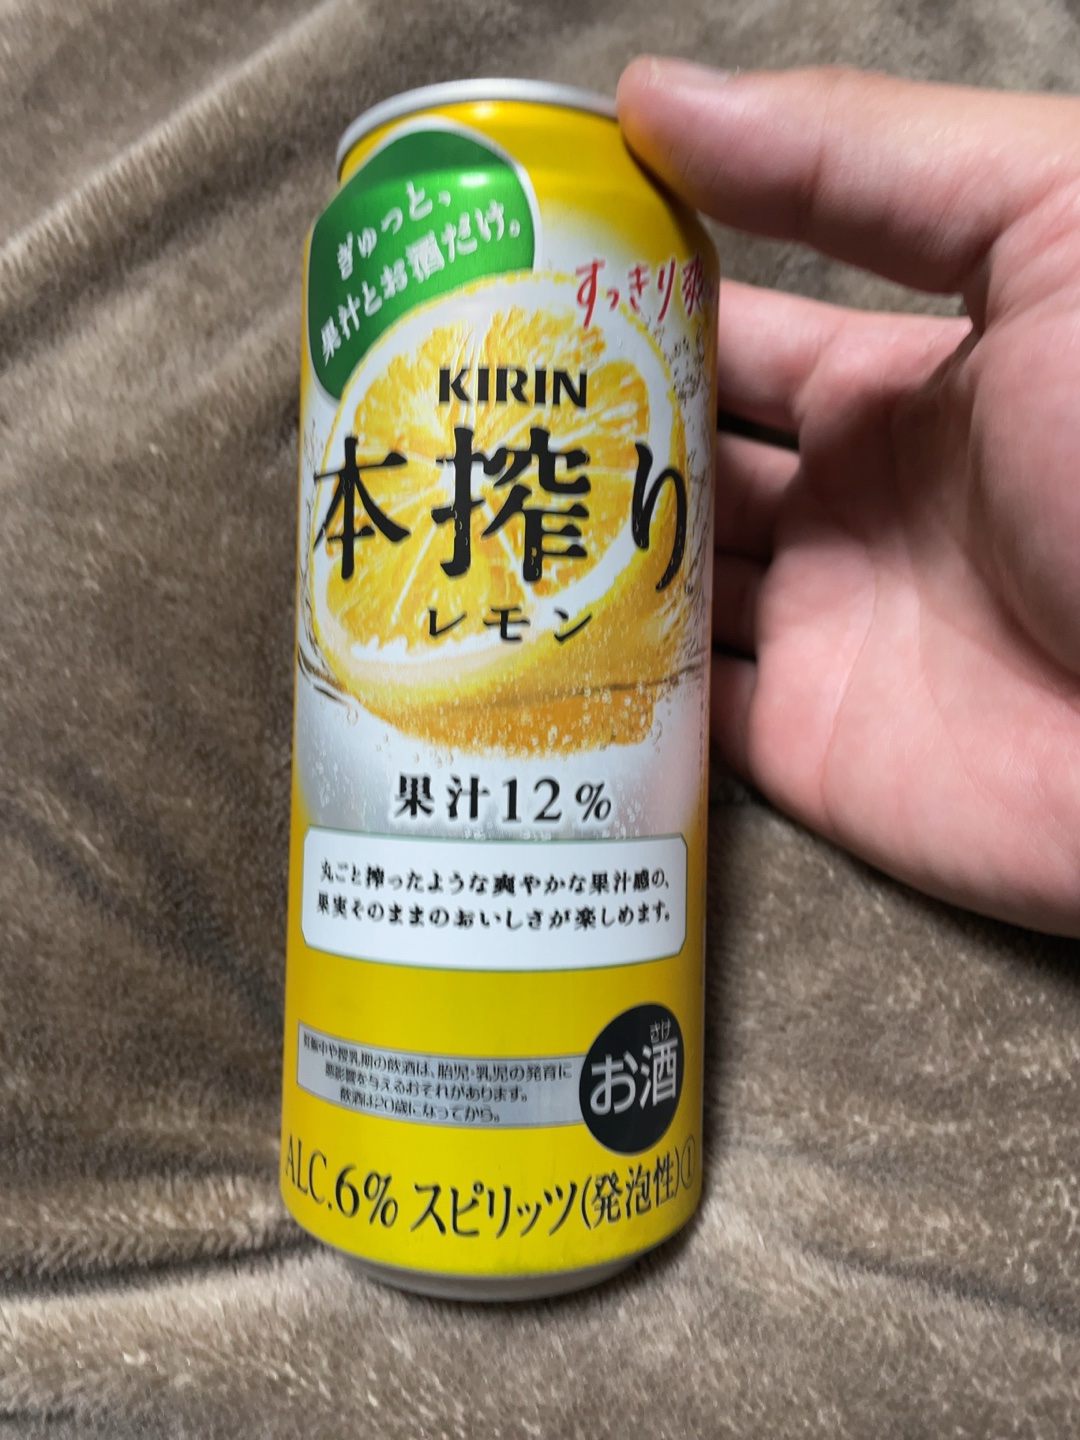 ぎゅっと、
果汁とお酒だけ。
すっきり爽
KIRIN
本搾り
レモン
果汁12%
丸ごと搾ったような爽やかな果汁感の、
果実そのままのおいしさが楽しめます。
妊娠中や授乳期の飲酒は、胎児・乳児の発育に
悪影響を与えるおそれがあります。
飲酒は20歳になってから。
さけ
お酒
ALC.6% スピリッツ(発泡性)①